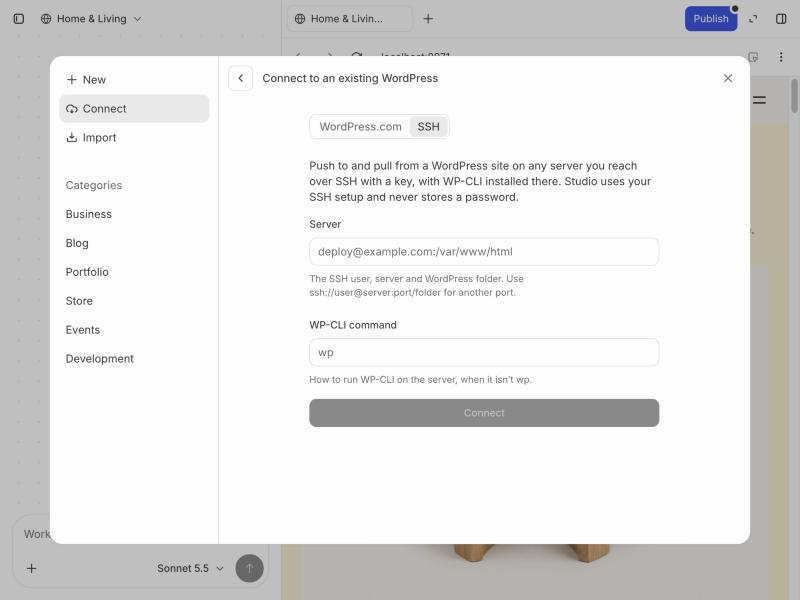 Home & Living
Home & Livin...
Publish
New
Connect to an existing WordPress
Connect
Import
WordPress.com
SSH
Push to and pull from a WordPress site on any server you reach
over SSH with a key, with WP-CLI installed there. Studio uses your
SSH setup and never stores a password.
Categories
Server
Business
deploy@example.com:/var/www/html
Blog
Portfolio
The SSH user, server and WordPress folder. Use
ssh://user@server:port/folder for another port.
Store
Events
WP-CLI command
wp
Development
How to run WP-CLI on the server, when it isn't wp.
Connect
Work
Sonnet 5.5